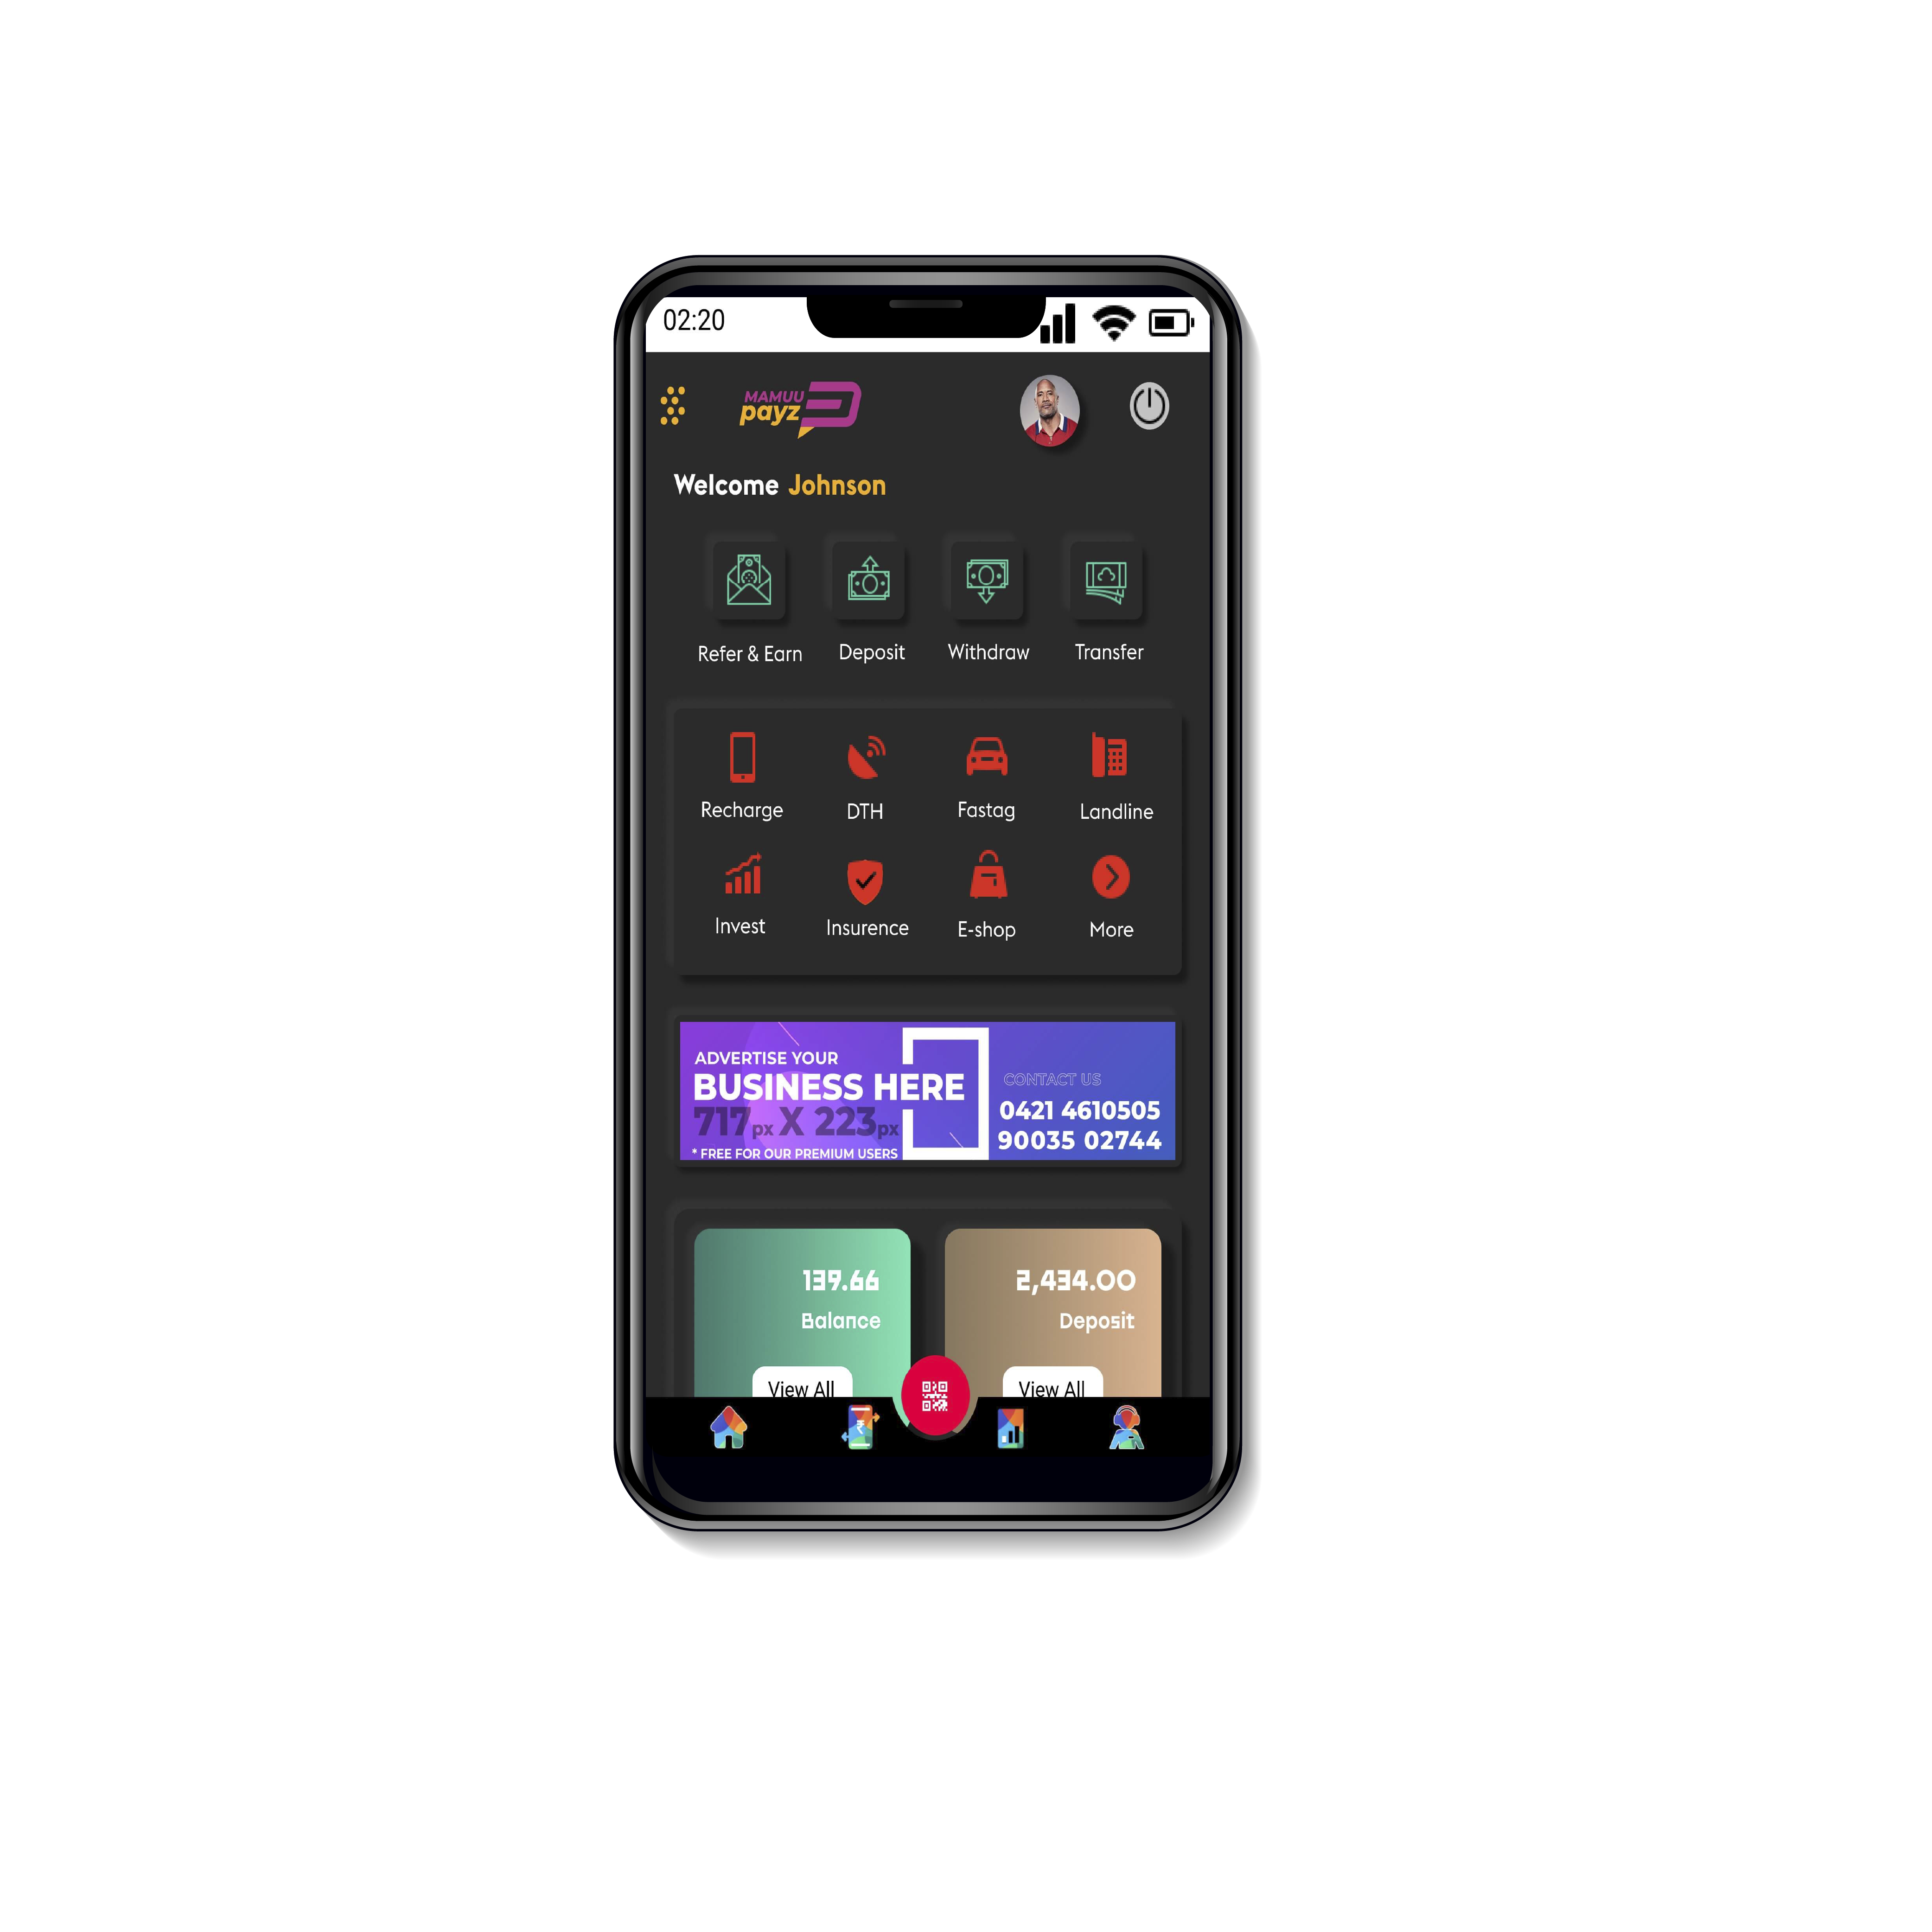 02:20
MAMUU
payz
Welcome Johnson
Refer & Earn
Deposit
Withdraw
Transfer
Recharge
DTH
Fastag
Landline
Invest
Insurence
E-shop
More
ADVERTISE YOUR
BUSINESS HERE
717px X 223px
* FREE FOR OUR PREMIUM USERS
CONTACT US
0421 4610505
90035 02744
139.66
Balance
View All
2,434.00
Deposit
View All
₹